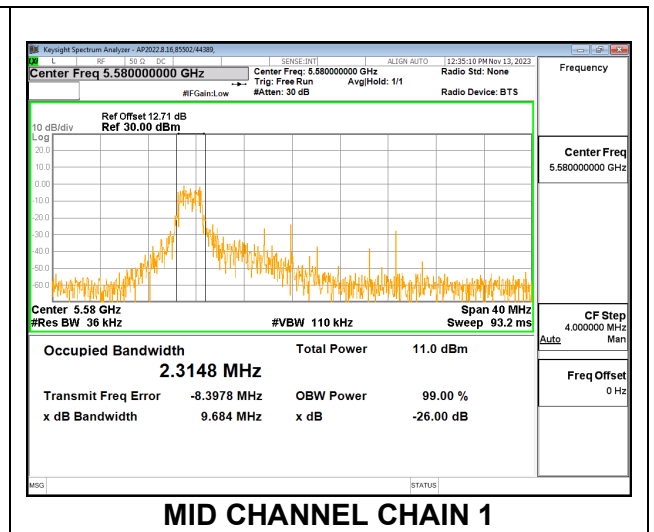 Keysight Spectrum Analyzer - AP2022.8.16,85502/44389,
L RF 50 Ω DC SENSE:INT ALIGN AUTO 12:35:10 PM Nov 13, 2023
Center Freq 5.580000000 GHz
Center Freq: 5.580000000 GHz Radio Std: None
Trig: Free Run Avg|Hold: 1/1
#IFGain:Low #Atten: 30 dB Radio Device: BTS
Frequency
Ref Offset 12.71 dB
10 dB/div Ref 30.00 dBm
Log
20.0
10.0
0.00
-10.0
-20.0
-30.0
-40.0
-50.0
-60.0
Center 5.58 GHz Span 40 MHz
#Res BW 36 kHz #VBW 110 kHz Sweep 93.2 ms
Occupied Bandwidth Total Power 11.0 dBm
2.3148 MHz
Transmit Freq Error -8.3978 MHz OBW Power 99.00 %
x dB Bandwidth 9.684 MHz x dB -26.00 dB
Center Freq
5.580000000 GHz
CF Step
4.000000 MHz
Auto Man
Freq Offset
0 Hz
MSG STATUS
MID CHANNEL CHAIN 1